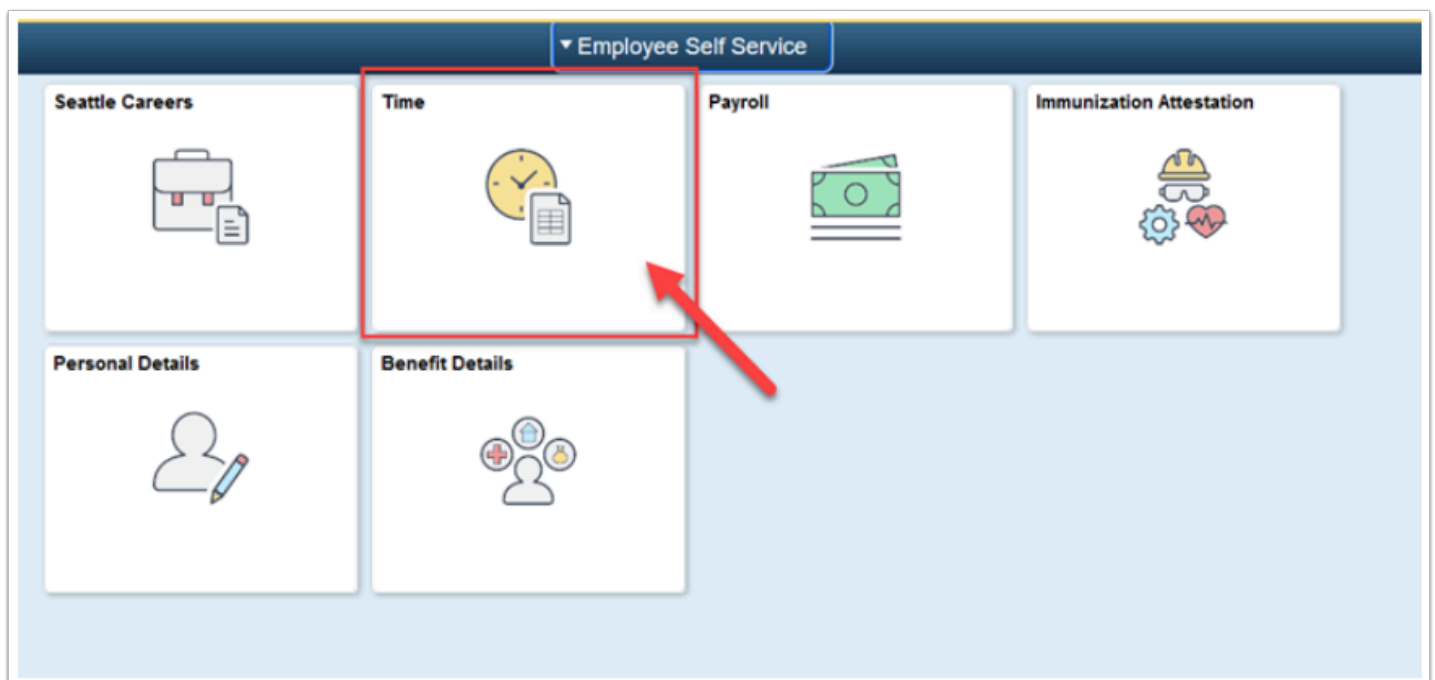 Employee Self Service
Seattle Careers
Time
Payroll
Immunization Attestation
Personal Details
Benefit Details